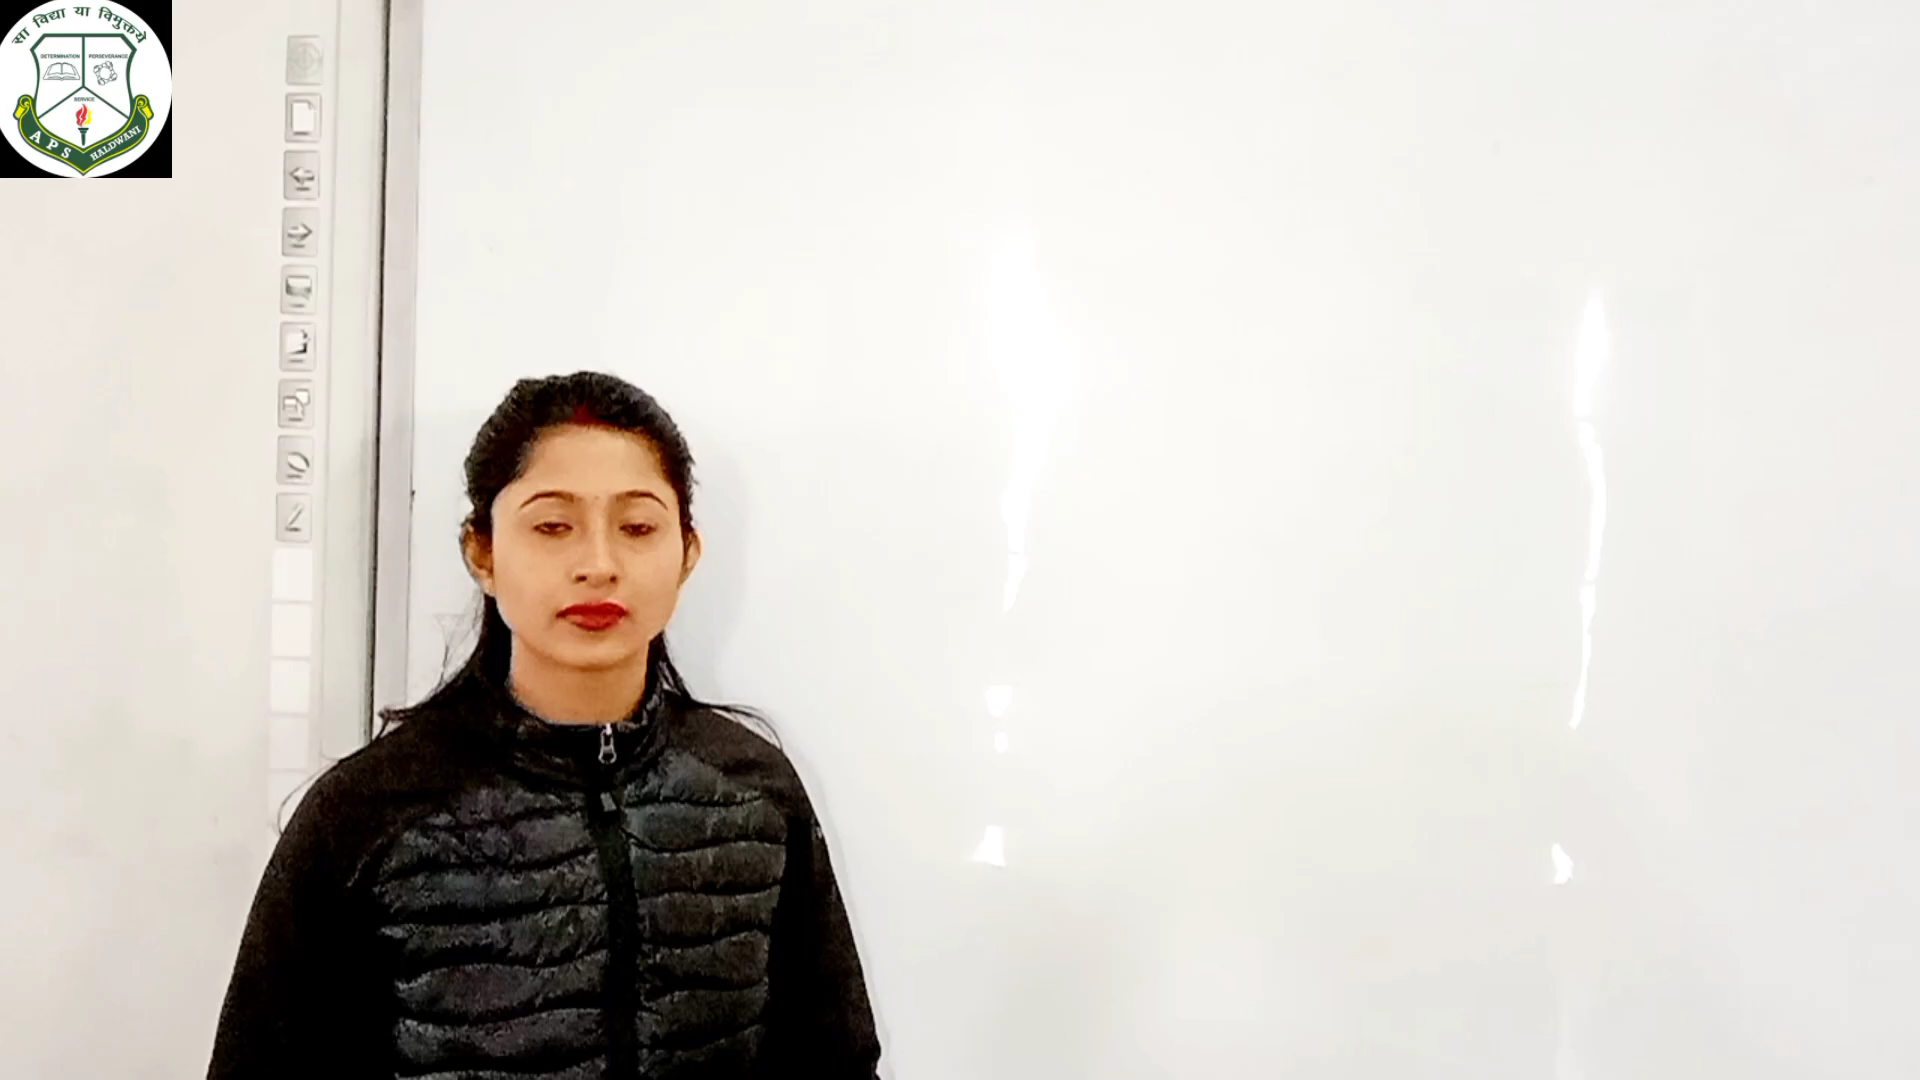 सा विद्या या विमुक्तये
DETERMINATION
PERSEVERANCE
SERVICE
APS HALDWANI